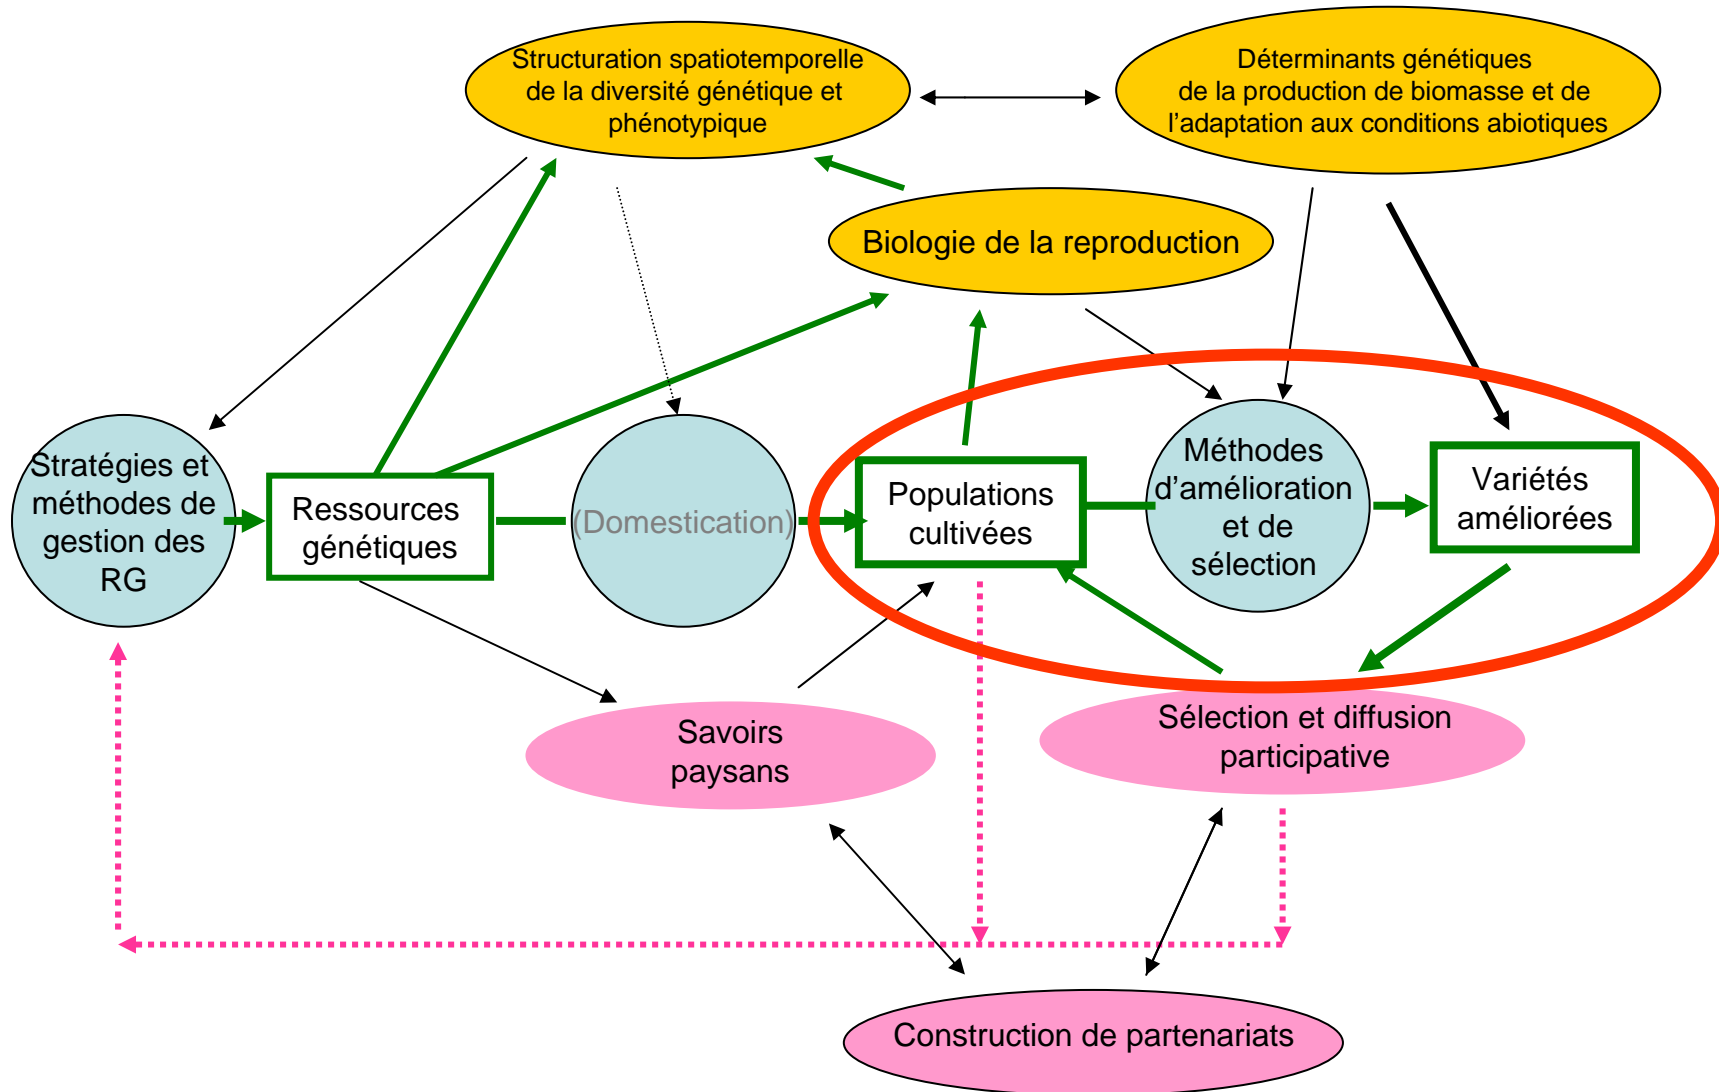 Structuration spatiotemporelle
de la diversité génétique et
phénotypique
Déterminants génétiques
de la production de biomasse et de
l'adaptation aux conditions abiotiques
Biologie de la reproduction
Stratégies et
méthodes de
gestion des
RG
Ressources
génétiques
(Domestication)
Populations
cultivées
Méthodes
d'amélioration
et de
sélection
Variétés
améliorées
Savoirs
paysans
Sélection et diffusion
participative
Construction de partenariats